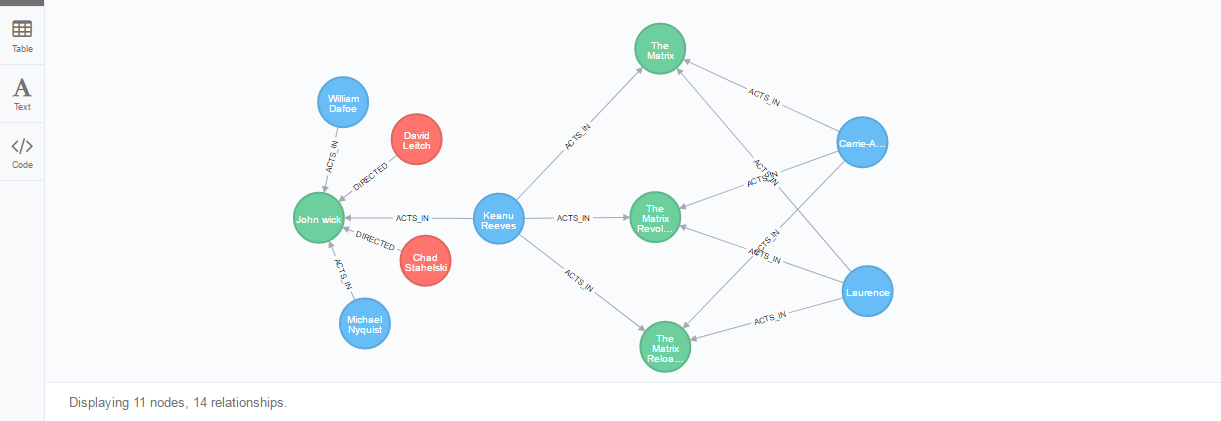 Table
A
Text
</>
Code
The
Matrix
William
Dafoe
David
Leitch
ACTS_IN
ACTS_IN
ACTS_IN
Carrie-A...
DIRECTED
ACTS_IN
ACTS_IN
John wick
ACTS_IN
Keanu
Reeves
ACTS_IN
The
Matrix
Revol...
DIRECTED
Chad
Stahelski
ACTS_IN
ACTS_IN
ACTS_IN
ACTS_IN
Laurence
Michael
Nyquist
ACTS_IN
The
Matrix
Reloa...
Displaying 11 nodes, 14 relationships.